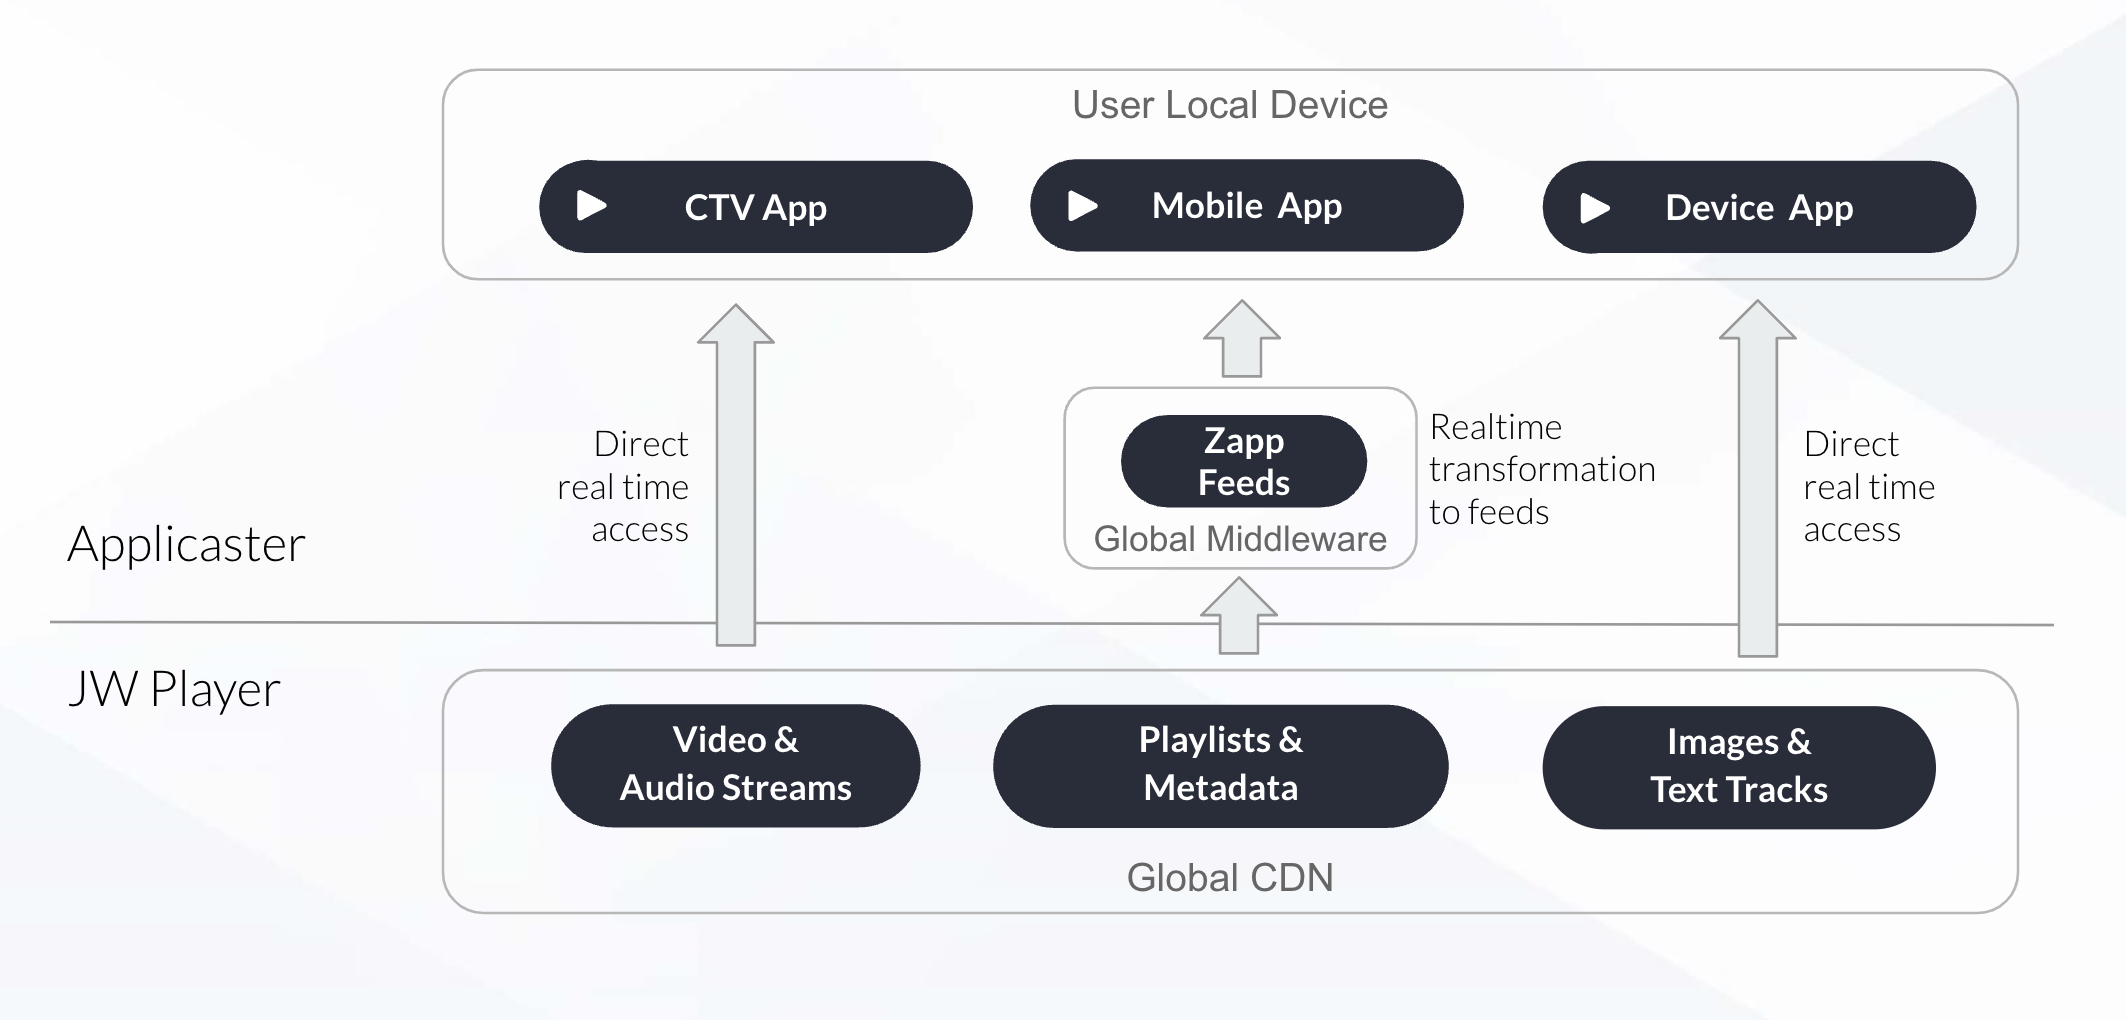 User Local Device
CTV App
Mobile App
Device App
Direct
real time
access
Zapp
Feeds
Global Middleware
Realtime
transformation
to feeds
Direct
real time
access
Applicaster
JW Player
Video &
Audio Streams
Playlists &
Metadata
Images &
Text Tracks
Global CDN